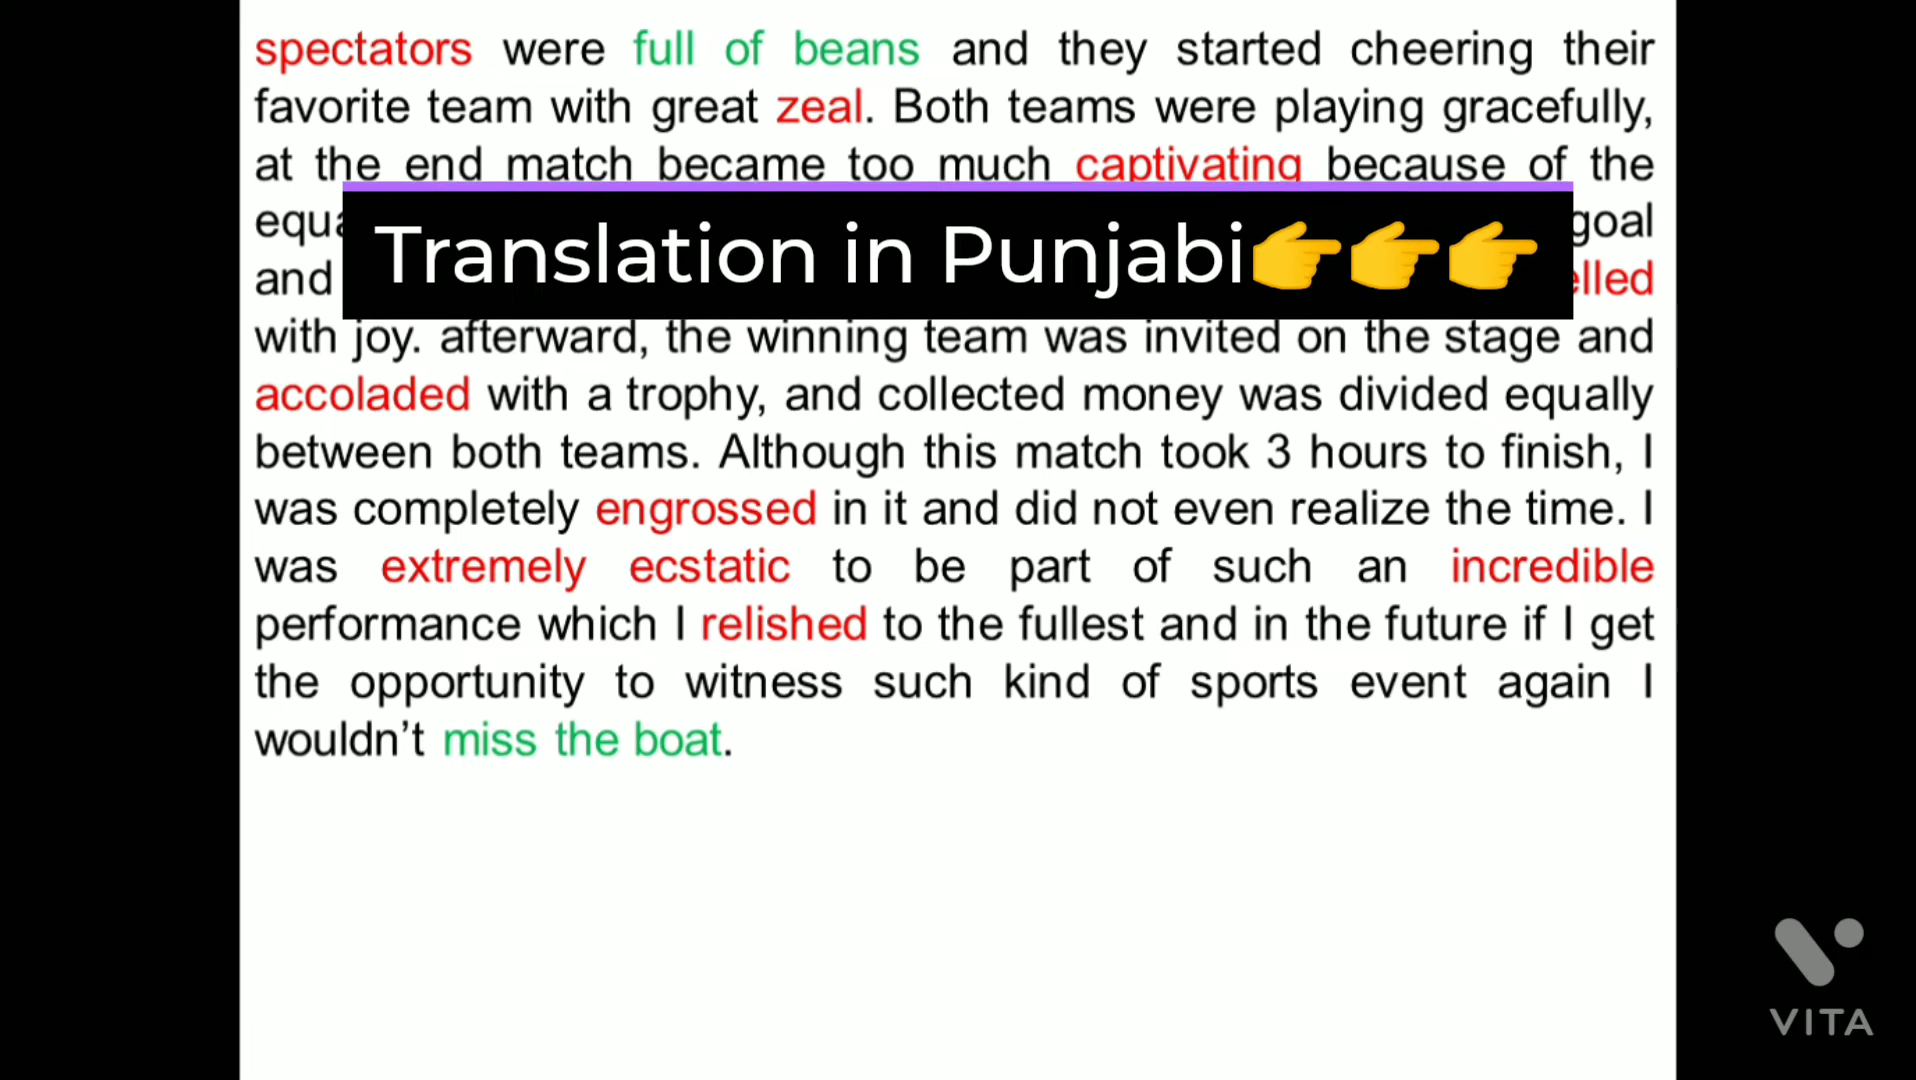 spectators were full of beans and they started cheering their
favorite team with great zeal. Both teams were playing gracefully,
at the end match became too much captivating because of the
goal
and
Translation in Punjabi👉👉👉
with joy. afterward, the winning team was invited on the stage and
accoladed with a trophy, and collected money was divided equally
between both teams. Although this match took 3 hours to finish, I
was completely engrossed in it and did not even realize the time. I
was extremely ecstatic to be part of such an incredible
performance which I relished to the fullest and in the future if I get
the opportunity to witness such kind of sports event again I
wouldn’t miss the boat.
VITA